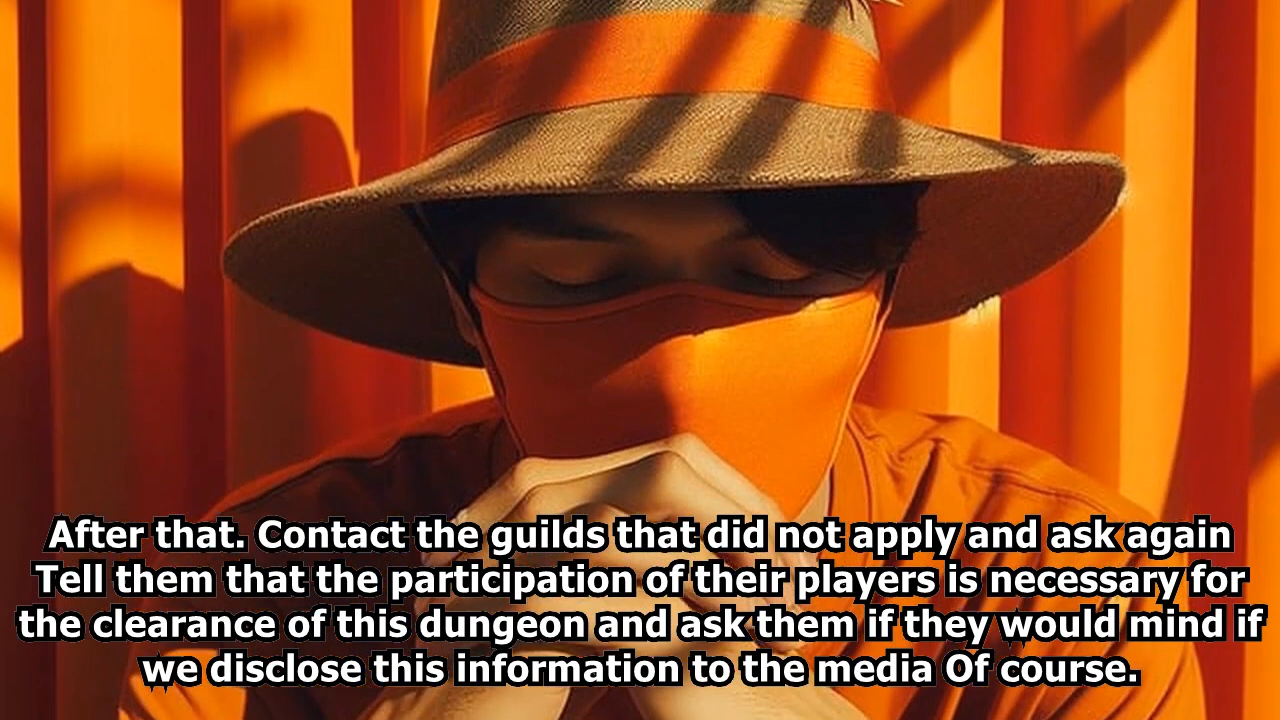 After that. Contact the guilds that did not apply and ask again
Tell them that the participation of their players is necessary for
the clearance of this dungeon and ask them if they would mind if
we disclose this information to the media Of course.